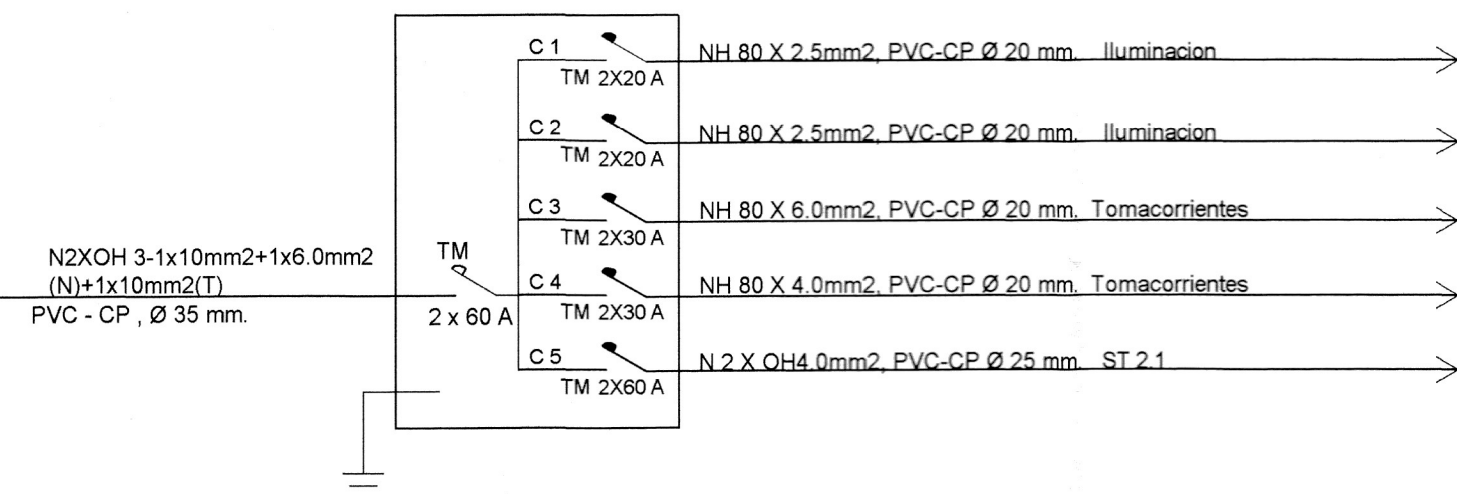 C 1
TM 2X20 A
NH 80 X 2.5mm2, PVC-CP Ø 20 mm. Iluminacion
C 2
TM 2X20 A
NH 80 X 2.5mm2, PVC-CP Ø 20 mm. Iluminacion
C 3
TM 2X30 A
NH 80 X 6.0mm2, PVC-CP Ø 20 mm. Tomacorrientes
N2XOH 3-1x10mm2+1x6.0mm2
(N)+1x10mm2(T)
PVC - CP , Ø 35 mm.
TM
2 x 60 A
C 4
TM 2X30 A
NH 80 X 4.0mm2, PVC-CP Ø 20 mm. Tomacorrientes
C 5
TM 2X60 A
N 2 X OH4.0mm2, PVC-CP Ø 25 mm. ST 2.1